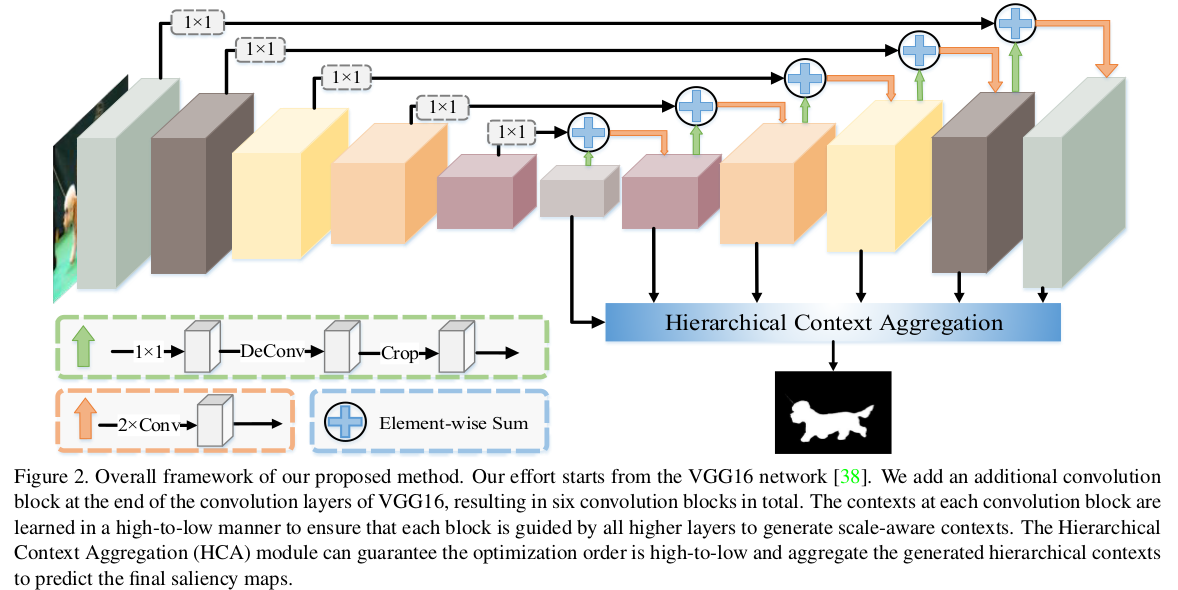 1×1
1×1
1×1
1×1
1×1
Hierarchical Context Aggregation
1×1 DeConv Crop
2×Conv
Element-wise Sum
Figure 2. Overall framework of our proposed method. Our effort starts from the VGG16 network [38]. We add an additional convolution
block at the end of the convolution layers of VGG16, resulting in six convolution blocks in total. The contexts at each convolution block are
learned in a high-to-low manner to ensure that each block is guided by all higher layers to generate scale-aware contexts. The Hierarchical
Context Aggregation (HCA) module can guarantee the optimization order is high-to-low and aggregate the generated hierarchical contexts
to predict the final saliency maps.